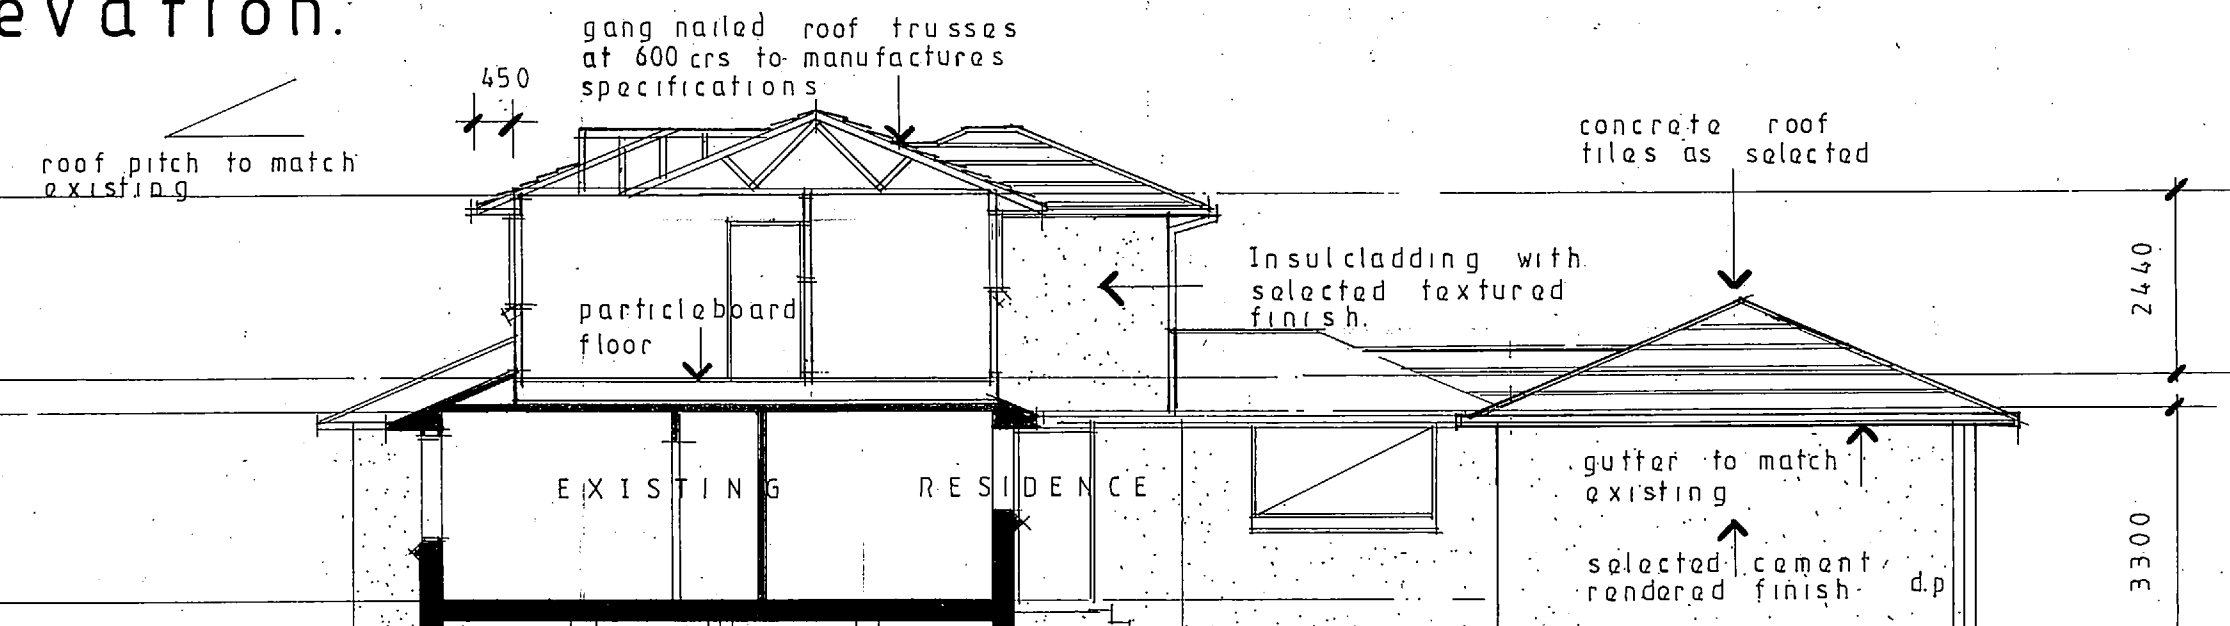 evation.
gang nailed roof trusses
at 600 crs to manufactures
specifications
450
roof pitch to match
existing
concrete roof
tiles as selected
Insulcladding with
selected textured
finish.
2440
particleboard
floor
EXISTING RESIDENCE
gutter to match
existing
selected cement
rendered finish
d.p
3300